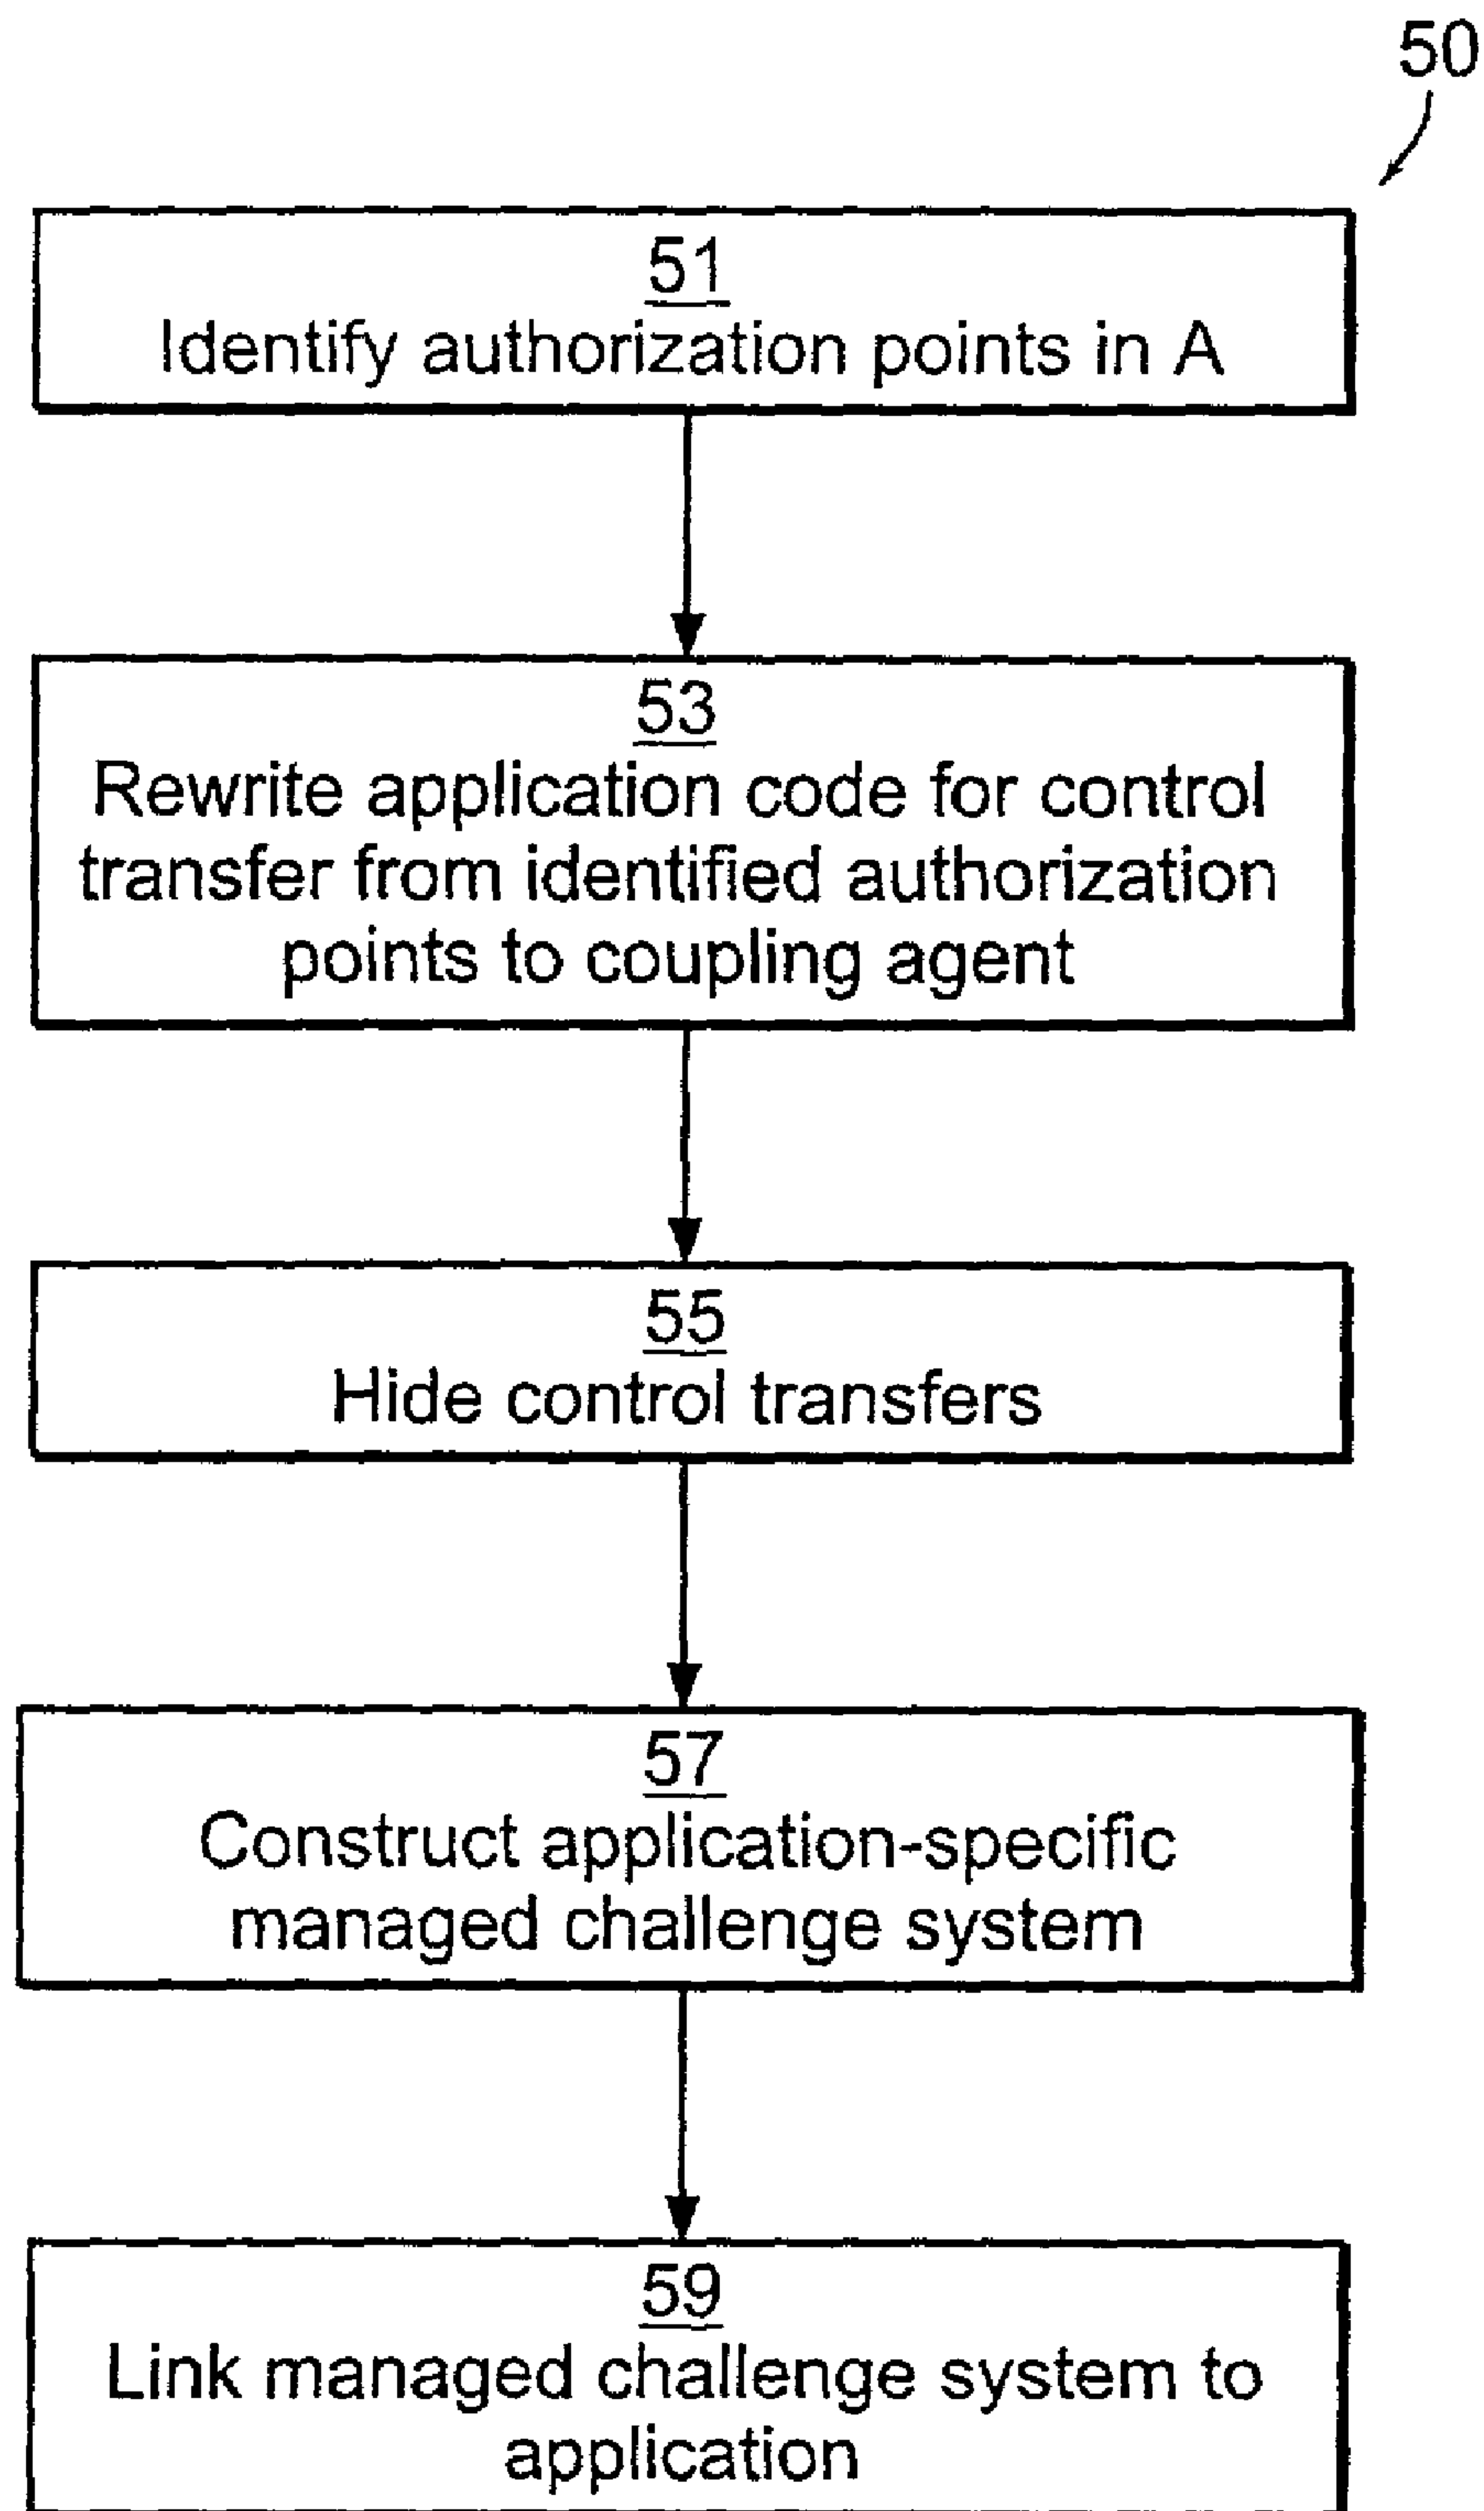 50
51
Identify authorization points in A
53
Rewrite application code for control
transfer from identified authorization
points to coupling agent
55
Hide control transfers
57
Construct application-specific
managed challenge system
59
Link managed challenge system to
application